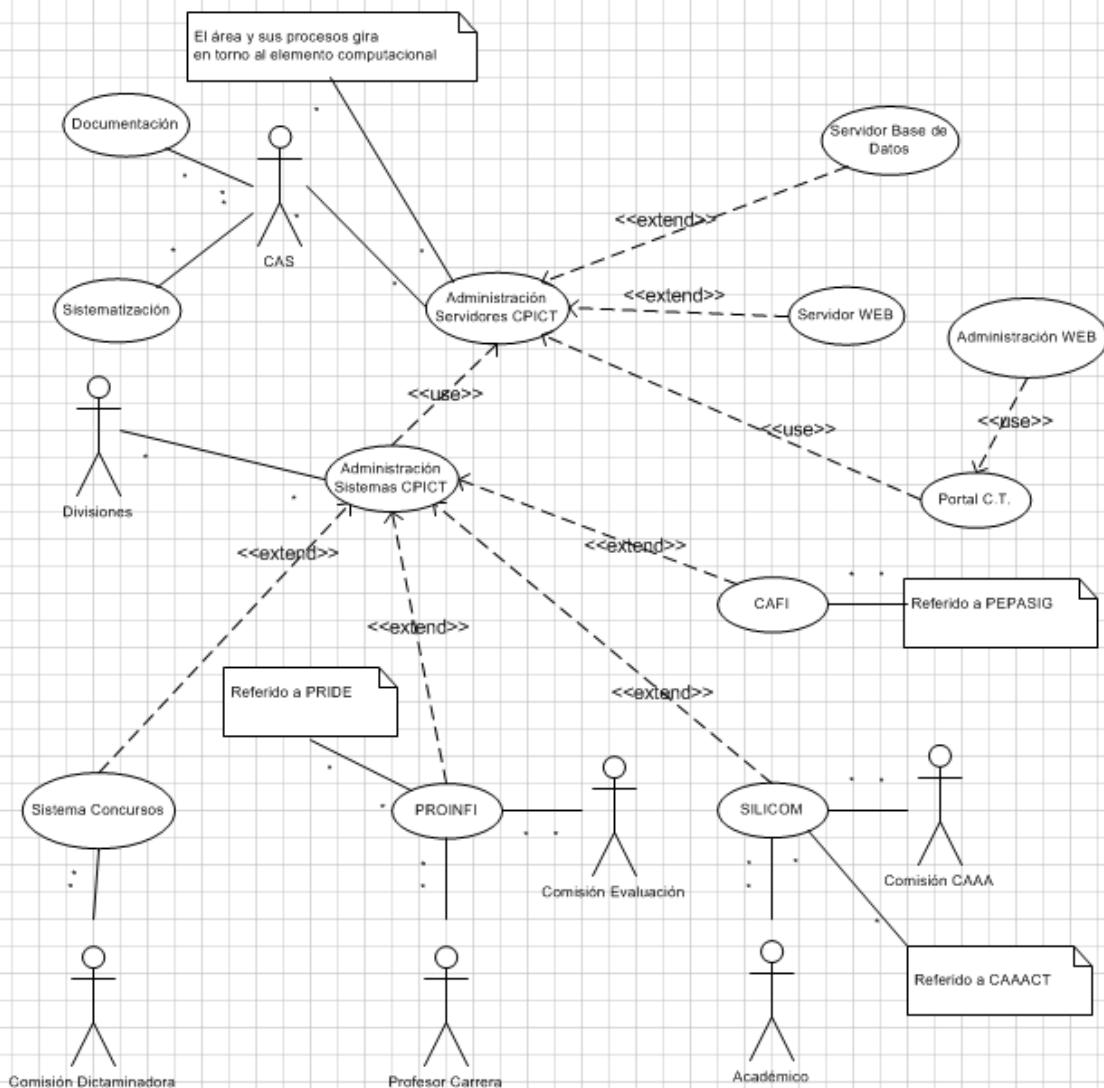 El área y sus procesos gira
en torno al elemento computacional
Documentación
Servidor Base de
Datos
<<extend>>
CAS
Sistematización
Administración
Servidores CPICT
<<extend>>
Servidor WEB
Administración WEB
<<use>>
<<use>>
<<use>>
Administración
Sistemas CPICT
Portal C.T.
Divisiones
<<extend>>
<<extend>>
CAFI
Referido a PEPASIG
<<extend>>
Referido a PRIDE
<<extend>>
Sistema Concursos
PROINFI
SILICOM
Comisión Evaluación
Comisión CAAA
Referido a CAAACT
Comisión Dictaminadora
Profesor Carrera
Académico